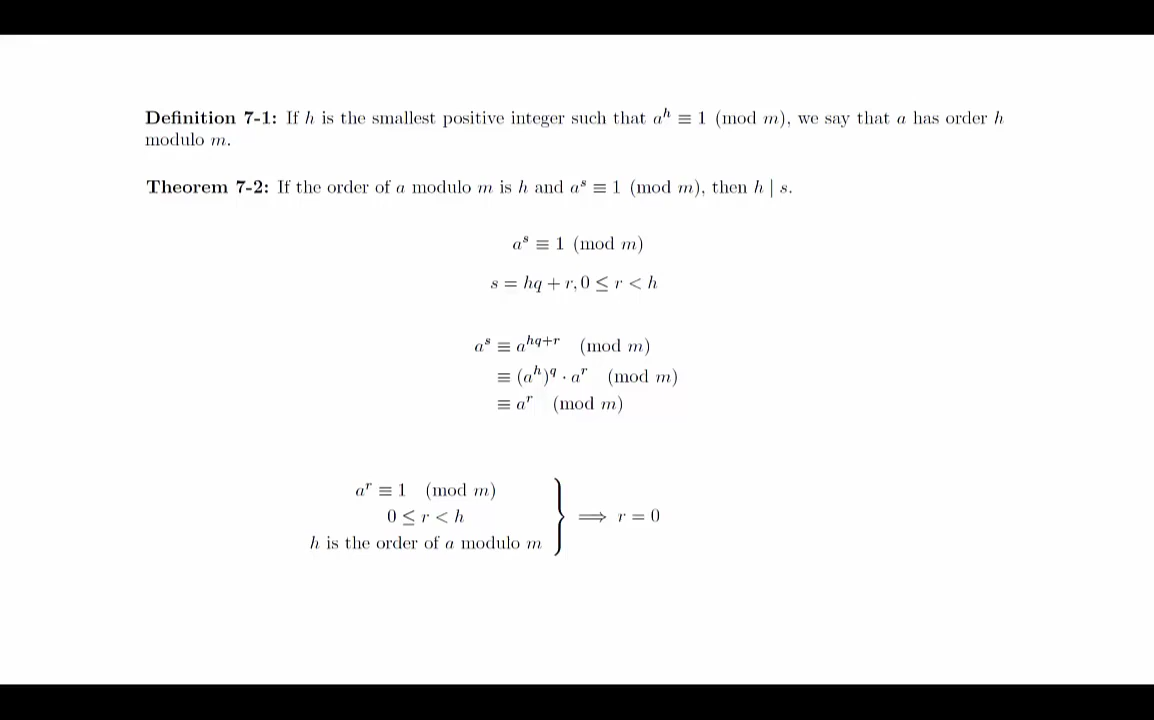 Definition 7-1: If h is the smallest positive integer such that a^h ≡ 1 (mod m), we say that a has order h
modulo m.
Theorem 7-2: If the order of a modulo m is h and a^s ≡ 1 (mod m), then h | s.
a^s ≡ 1 (mod m)
s = hq + r, 0 ≤ r < h
a^s ≡ a^{hq+r} (mod m)
≡ (a^h)^q · a^r (mod m)
≡ a^r (mod m)
a^r ≡ 1 (mod m)
0 ≤ r < h
h is the order of a modulo m
} ⟹ r = 0